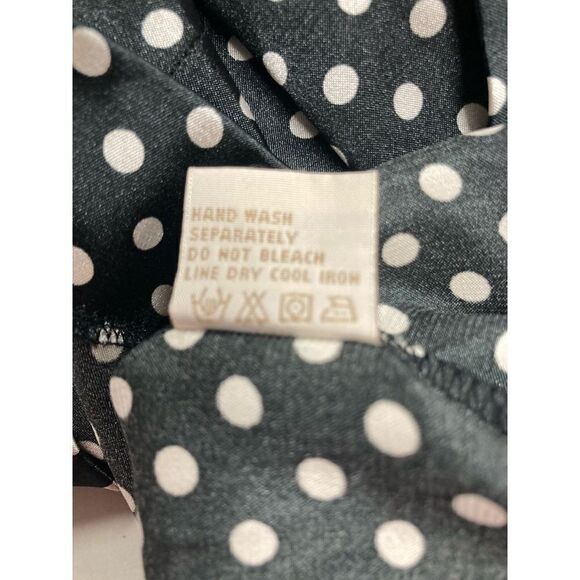 HAND WASH
SEPARATELY
DO NOT BLEACH
LINE DRY COOL IRON